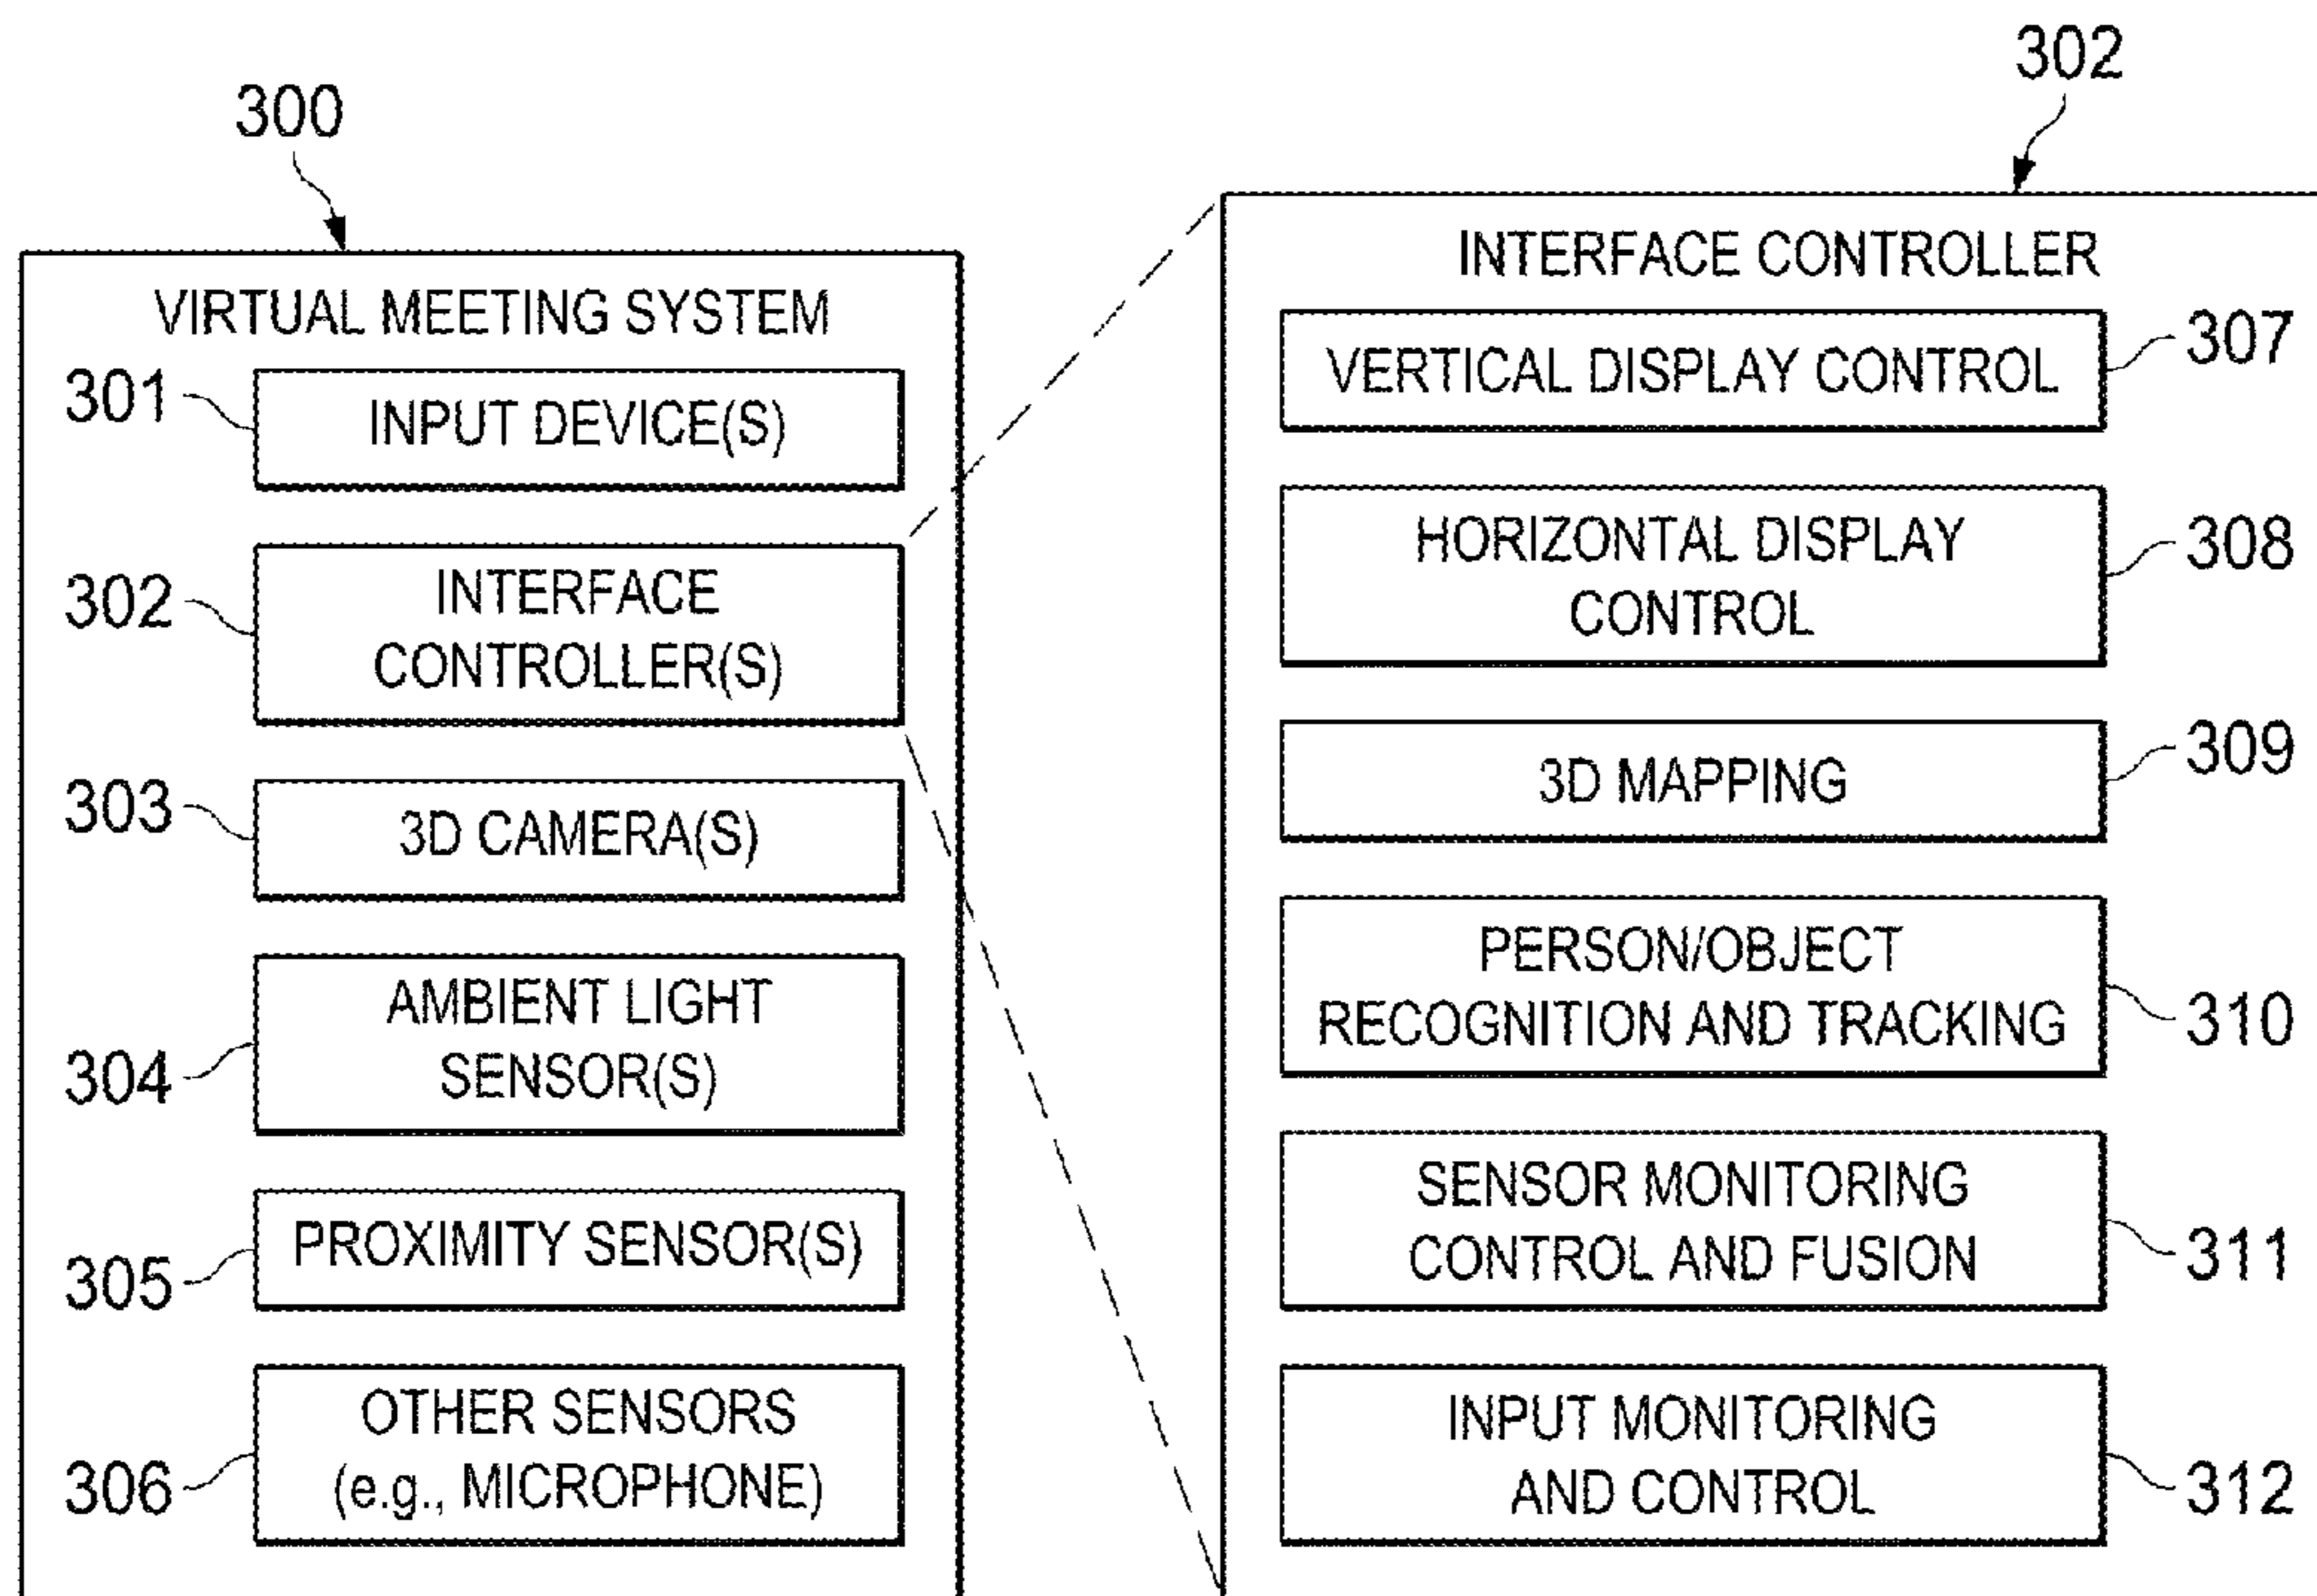 300
VIRTUAL MEETING SYSTEM
301
INPUT DEVICE(S)
302
INTERFACE
CONTROLLER(S)
303
3D CAMERA(S)
304
AMBIENT LIGHT
SENSOR(S)
305
PROXIMITY SENSOR(S)
306
OTHER SENSORS
(e.g., MICROPHONE)
302
INTERFACE CONTROLLER
VERTICAL DISPLAY CONTROL
307
HORIZONTAL DISPLAY
CONTROL
308
3D MAPPING
309
PERSON/OBJECT
RECOGNITION AND TRACKING
310
SENSOR MONITORING
CONTROL AND FUSION
311
INPUT MONITORING
AND CONTROL
312